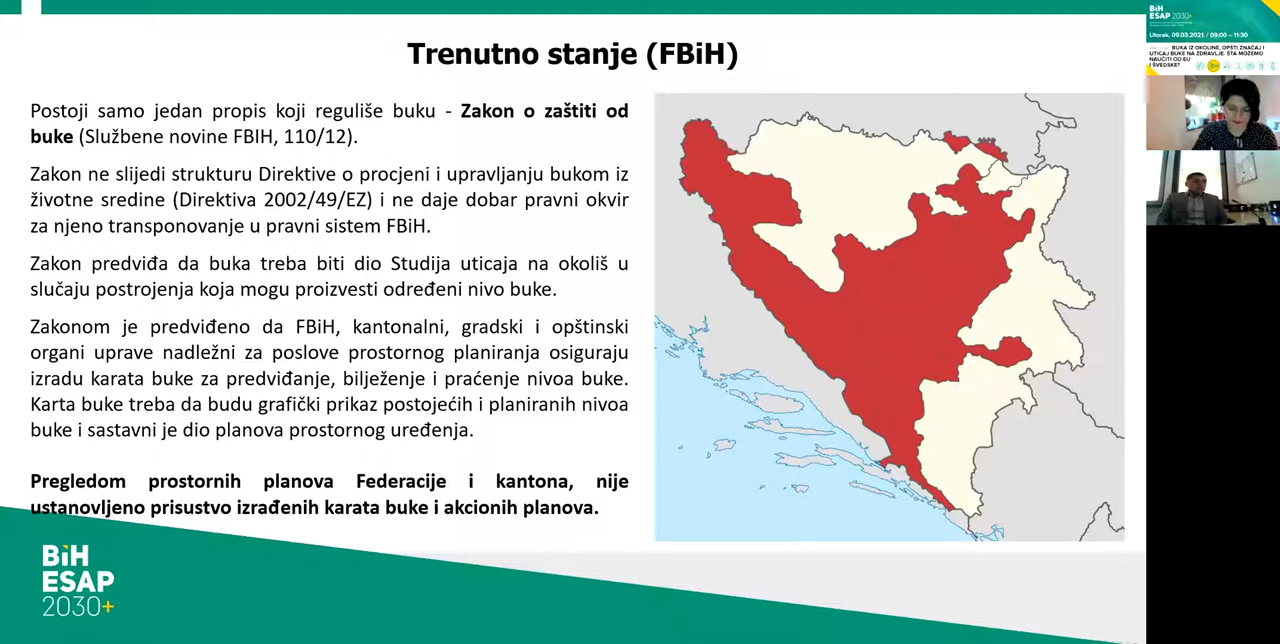 Trenutno stanje (FBiH)
Postoji samo jedan propis koji reguliše buku - Zakon o zaštiti od
buke (Službene novine FBIH, 110/12).
Zakon ne slijedi strukturu Direktive o procjeni i upravljanju bukom iz
životne sredine (Direktiva 2002/49/EZ) i ne daje dobar pravni okvir
za njeno transponovanje u pravni sistem FBiH.
Zakon predviđa da buka treba biti dio Studija uticaja na okoliš u
slučaju postrojenja koja mogu proizvesti određeni nivo buke.
Zakonom je predviđeno da FBiH, kantonalni, gradski i opštinski
organi uprave nadležni za poslove prostornog planiranja osiguraju
izradu karata buke za predviđanje, bilježenje i praćenje nivoa buke.
Karta buke treba da budu grafički prikaz postojećih i planiranih nivoa
buke i sastavni je dio planova prostornog uređenja.
Pregledom prostornih planova Federacije i kantona, nije
ustanovljeno prisustvo izrađenih karata buke i akcionih planova.
BiH
ESAP
2030+
BiH
ESAP 2030+
Utorak, 09.03.2021. / 09:00 – 11:30
BUKA IZ OKOLINE, OPŠTI ZNAČAJ I
UTICAJ BUKE NA ZDRAVLJE. ŠTA MOŽEMO
NAUČITI OD EU
I ŠVEDSKE?